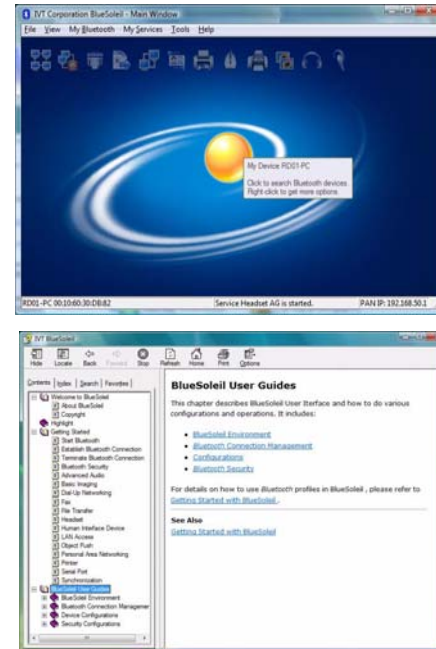 IVT Corporation BlueSoleil - Main Window
File View My Bluetooth My Services Tools Help
My Device RD01-PC
Click to search Bluetooth devices
Right-click to get more options
RD01-PC 00:10:60:30:DB:82 Service Headset AG is started. PAN IP: 192.168.50.1
IVT BlueSoleil
Hide Locate Back Forward Stop Refresh Home Print Options
Contents Index Search Favorites
Welcome to BlueSoleil
About BlueSoleil
Copyright
Highlight
Getting Started
Start Bluetooth
Establish Bluetooth Connection
Terminate Bluetooth Connection
Bluetooth Security
Advanced Audio
Basic Imaging
Dial-Up Networking
Fax
File Transfer
Headset
Human Interface Device
LAN Access
Object Push
Personal Area Networking
Printer
Serial Port
Synchronization
BlueSoleil User Guides
BlueSoleil Environment
Bluetooth Connection Managemer
Device Configurations
Security Configurations
BlueSoleil User Guides
This chapter describes BlueSoleil User Iterface and how to do various
configurations and operations. It includes:
BlueSoleil Environment
Bluetooth Connection Management
Configurations
Bluetooth Security
For details on how to use Bluetooth profiles in BlueSoleil , please refer to
Getting Started with BlueSoleil .
See Also
Getting Started with BlueSoleil